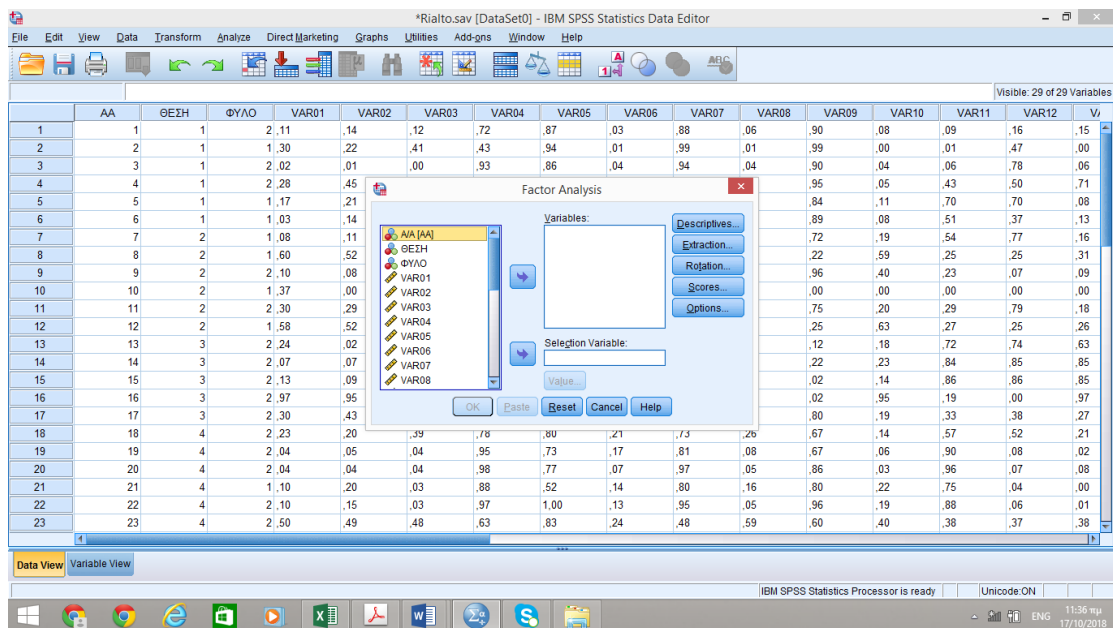 *Rialto.sav [DataSet0] - IBM SPSS Statistics Data Editor
File Edit View Data Transform Analyze Direct Marketing Graphs Utilities Add-ons Window Help
Visible: 29 of 29 Variables
AA ΘΕΣΗ ΦΥΛΟ VAR01 VAR02 VAR03 VAR04 VAR05 VAR06 VAR07 VAR08 VAR09 VAR10 VAR11 VAR12
1 1 1 2 ,11 ,14 ,12 ,72 ,87 ,03 ,88 ,06 ,90 ,08 ,09 ,16 ,15
2 2 1 1 ,30 ,22 ,41 ,43 ,94 ,01 ,99 ,01 ,99 ,00 ,01 ,47 ,00
3 3 1 2 ,02 ,01 ,00 ,93 ,86 ,04 ,94 ,04 ,90 ,04 ,06 ,78 ,06
4 4 1 2 ,28 ,45 ,95 ,05 ,43 ,50 ,71
5 5 1 1 ,17 ,21 ,84 ,11 ,70 ,70 ,08
6 6 1 1 ,03 ,14 ,89 ,08 ,51 ,37 ,13
7 7 2 1 ,08 ,11 ,72 ,19 ,54 ,77 ,16
8 8 2 1 ,60 ,52 ,22 ,59 ,25 ,25 ,31
9 9 2 2 ,10 ,08 ,96 ,40 ,23 ,07 ,09
10 10 2 1 ,37 ,00 ,00 ,00 ,00 ,00 ,00
11 11 2 2 ,30 ,29 ,75 ,20 ,29 ,79 ,18
12 12 2 1 ,58 ,52 ,25 ,63 ,27 ,25 ,26
13 13 3 2 ,24 ,02 ,12 ,18 ,72 ,74 ,63
14 14 3 2 ,07 ,07 ,22 ,23 ,84 ,85 ,85
15 15 3 2 ,13 ,09 ,02 ,14 ,86 ,86 ,85
16 16 3 2 ,97 ,95 ,02 ,95 ,19 ,00 ,97
17 17 3 2 ,30 ,43 ,80 ,19 ,33 ,38 ,27
18 18 4 2 ,23 ,20 ,39 ,78 ,80 ,21 ,73 ,26 ,67 ,14 ,57 ,52 ,21
19 19 4 2 ,04 ,05 ,04 ,95 ,73 ,17 ,81 ,08 ,67 ,06 ,90 ,08 ,02
20 20 4 2 ,04 ,04 ,04 ,98 ,77 ,07 ,97 ,05 ,86 ,03 ,96 ,07 ,08
21 21 4 1 ,10 ,20 ,03 ,88 ,52 ,14 ,80 ,16 ,80 ,22 ,75 ,04 ,00
22 22 4 2 ,10 ,15 ,03 ,97 1,00 ,13 ,95 ,05 ,96 ,19 ,88 ,06 ,01
23 23 4 2 ,50 ,49 ,48 ,63 ,83 ,24 ,48 ,59 ,60 ,40 ,38 ,37 ,38
Factor Analysis
Variables:
A/A [AA]
ΘΕΣΗ
ΦΥΛΟ
VAR01
VAR02
VAR03
VAR04
VAR05
VAR06
VAR07
VAR08
Descriptives...
Extraction...
Rotation...
Scores...
Options...
Selection Variable:
Value...
OK Paste Reset Cancel Help
Data View Variable View
IBM SPSS Statistics Processor is ready Unicode:ON
ENG 11:36 πμ
17/10/2018